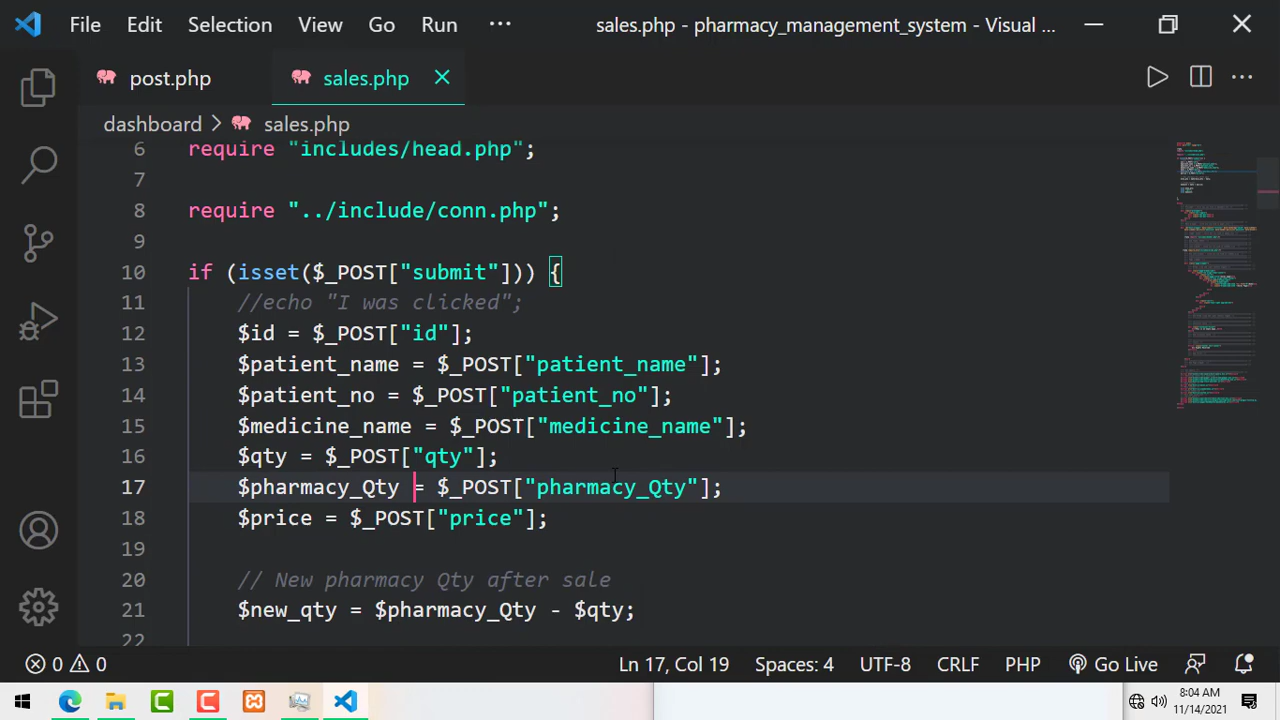 File Edit Selection View Go Run ··· sales.php - pharmacy_management_system - Visual ...
post.php sales.php
dashboard > sales.php
6 require "includes/head.php";
7
8 require "../include/conn.php";
9
10 if (isset($_POST["submit"])) {
11 //echo "I was clicked";
12 $id = $_POST["id"];
13 $patient_name = $_POST["patient_name"];
14 $patient_no = $_POST["patient_no"];
15 $medicine_name = $_POST["medicine_name"];
16 $qty = $_POST["qty"];
17 $pharmacy_Qty = $_POST["pharmacy_Qty"];
18 $price = $_POST["price"];
19
20 // New pharmacy Qty after sale
21 $new_qty = $pharmacy_Qty - $qty;
22
0 0 Ln 17, Col 19 Spaces: 4 UTF-8 CRLF PHP Go Live
8:04 AM
11/14/2021